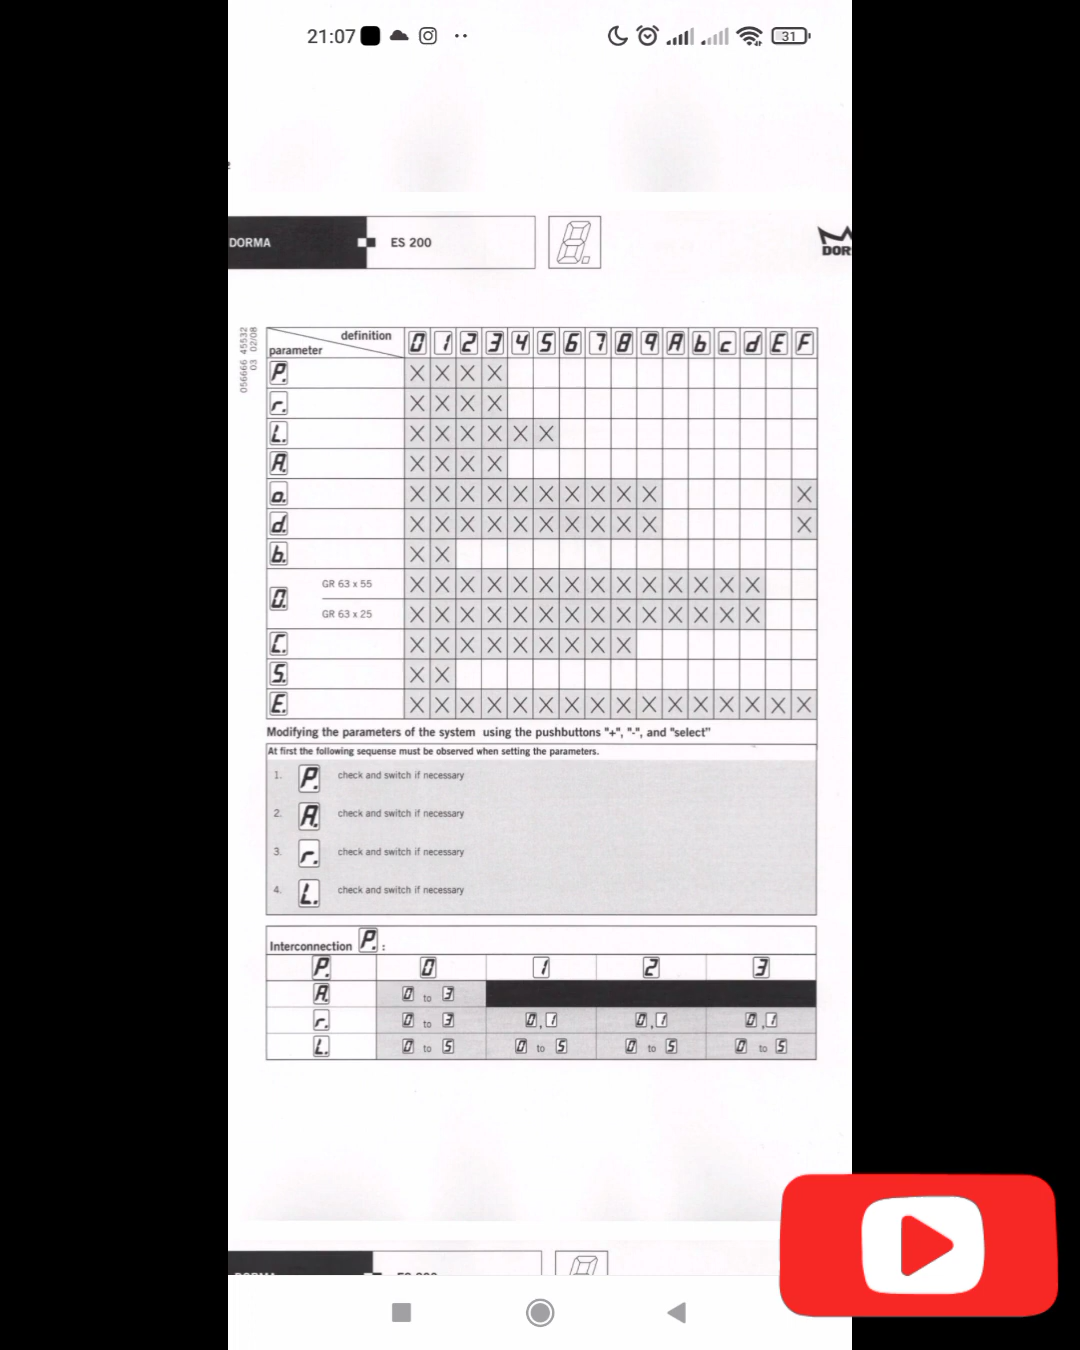 21:07
31
DORMA
ES 200
DOR
056666 45532
03 02/08
definition
parameter
0 1 2 3 4 5 6 7 8 9 A b c d E F
P. X X X X
r. X X X X
L. X X X X X X
A. X X X X
o. X X X X X X X X X X X
d. X X X X X X X X X X X
b. X X
0.
GR 63 x 55 X X X X X X X X X X X X X X
GR 63 x 25 X X X X X X X X X X X X X X
C. X X X X X X X X X
S. X X
E. X X X X X X X X X X X X X X X X
Modifying the parameters of the system using the pushbuttons "+", "-", and "select"
At first the following sequence must be observed when setting the parameters.
1. P. check and switch if necessary
2. A. check and switch if necessary
3. r. check and switch if necessary
4. L. check and switch if necessary
Interconnection P. :
P. 0 1 2 3
A. 0 to 3
r. 0 to 3 0,1 0,1 0,1
L. 0 to 5 0 to 5 0 to 5 0 to 5